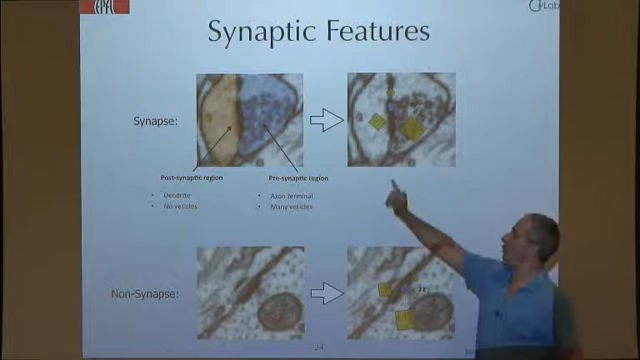 EPFL
Lab
Synaptic Features
Synapse:
Post-synaptic region
Pre-synaptic region
• Dendrite
• Axon terminal
• No vesicles
• Many vesicles
Non-Synapse:
24